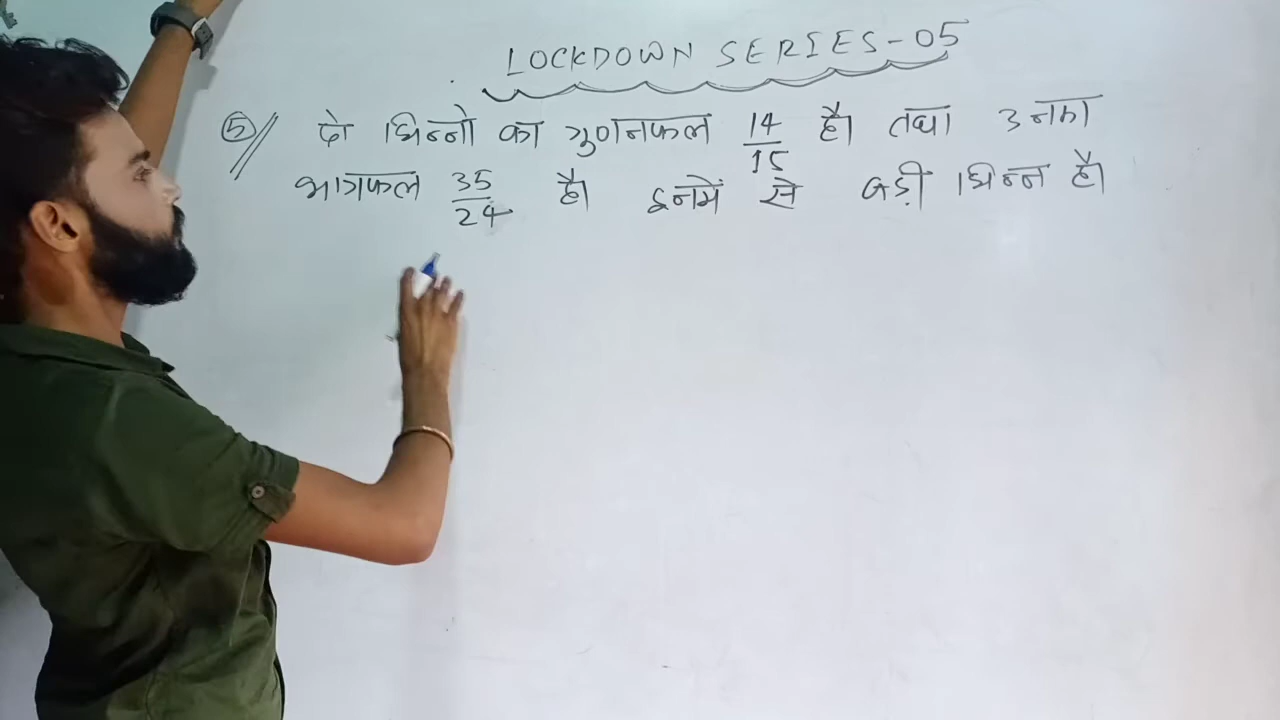 LOCKDOWN SERIES-05
⑤// दो भिन्नो का गुणनफल 14/15 है। तथा उनका
भागफल 35/24 है। इनमें से बड़ी भिन्न है।